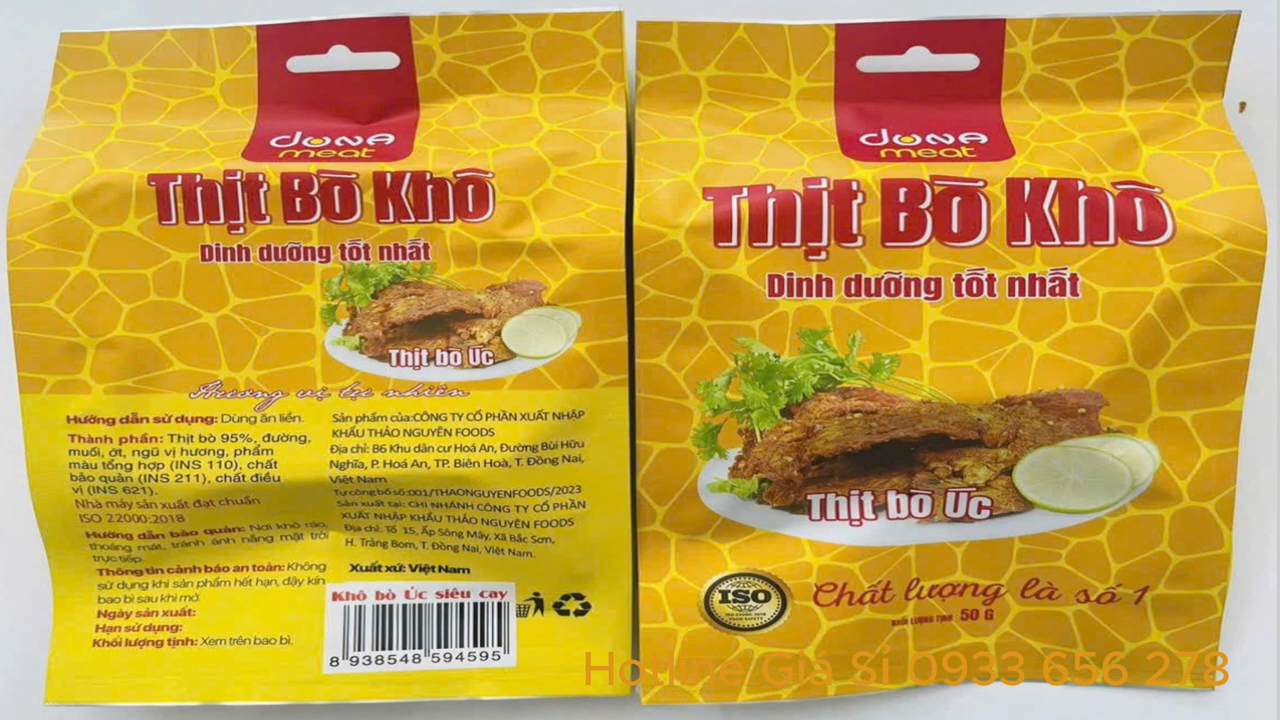 DONA
meat
Thịt Bò Khô
Dinh dưỡng tốt nhất
Thịt bò Úc
Hương vị tự nhiên
Hướng dẫn sử dụng: Dùng ăn liền.
Thành phần: Thịt bò 95%, đường,
muối, ớt, ngũ vị hương, phẩm
màu tổng hợp (INS 110), chất
bảo quản (INS 211), chất điều
vị (INS 621).
Nhà máy sản xuất đạt chuẩn
ISO 22000:2018
Hướng dẫn bảo quản: Nơi khô ráo,
thoáng mát, tránh ánh nắng mặt trời
trực tiếp.
Thông tin cảnh báo an toàn: Không
sử dụng khi sản phẩm hết hạn, đậy kín
bao bì sau khi mở.
Ngày sản xuất:
Hạn sử dụng:
Khối lượng tịnh: Xem trên bao bì.
Sản phẩm của:CÔNG TY CỔ PHẦN XUẤT NHẬP
KHẨU THẢO NGUYÊN FOODS
Địa chỉ: B6 Khu dân cư Hoá An, Đường Bùi Hữu
Nghĩa, P. Hoá An, TP. Biên Hoà, T. Đồng Nai,
Việt Nam
Tự công bố số:001/THAONGUYENFOODS/2023
Sản xuất tại: CHI NHÁNH CÔNG TY CỔ PHẦN
XUẤT NHẬP KHẨU THẢO NGUYÊN FOODS
Địa chỉ: Tổ 15, Ấp Sông Mây, Xã Bắc Sơn,
H. Trảng Bom, T. Đồng Nai, Việt Nam.
Xuất xứ: Việt Nam
Khô bò Úc siêu cay
8 938548 594595
DONA
meat
Thịt Bò Khô
Dinh dưỡng tốt nhất
Thịt bò Úc
ISO
ISO 22000:2018
FOOD SAFETY
Chất lượng là số 1
KHỐI LƯỢNG TỊNH 50 G
Hotline Giá Sỉ 0933 656 278